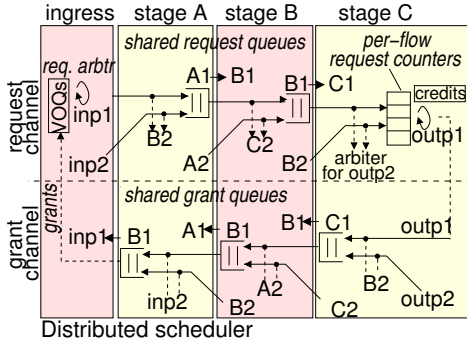 ingress stage A stage B stage C
shared request queues
per-flow
request counters
req. arbtr
A1 B1
B1 C1
credits
VOQs
inp1
outp1
request
channel
B2
C2
inp2
A2
B2
arbiter
for outp2
shared grant queues
grants
grant
channel
inp1 B1
A1 B1
B1 C1
outp1
inp2
A2
B2
B2
C2
outp2
Distributed scheduler